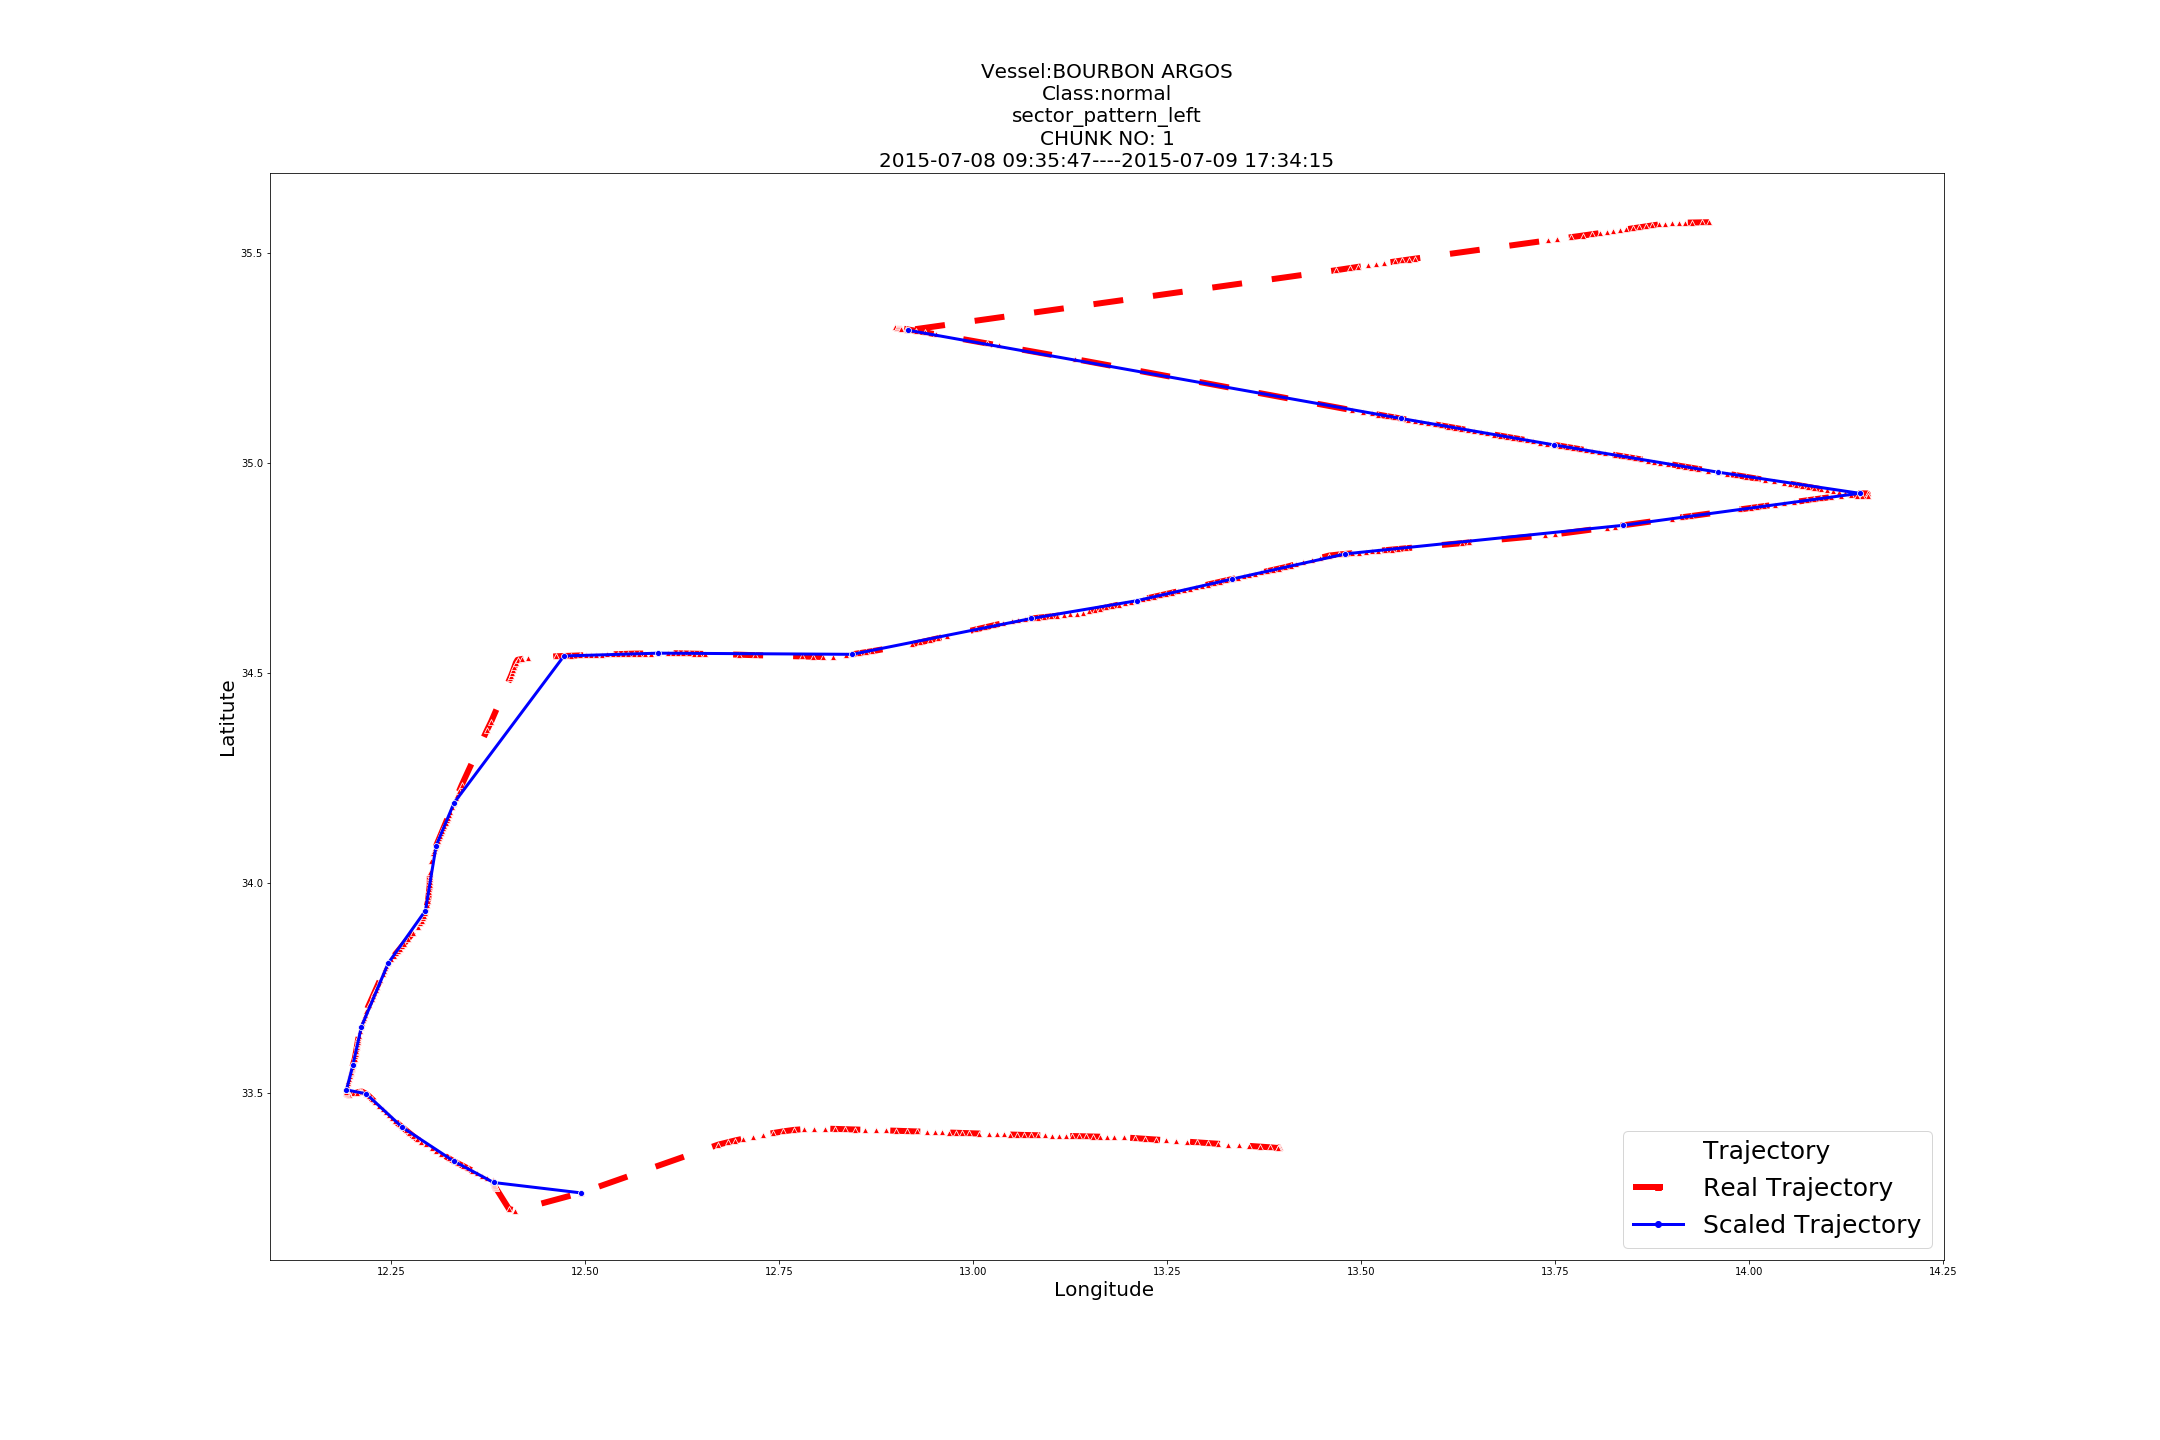 Vessel:BOURBON ARGOS
Class:normal
sector_pattern_left
CHUNK NO: 1
2015-07-08 09:35:47----2015-07-09 17:34:15
35.5
35.0
34.5
34.0
33.5
Latitute
12.25 12.50 12.75 13.00 13.25 13.50 13.75 14.00 14.25
Longitude
Trajectory
Real Trajectory
Scaled Trajectory